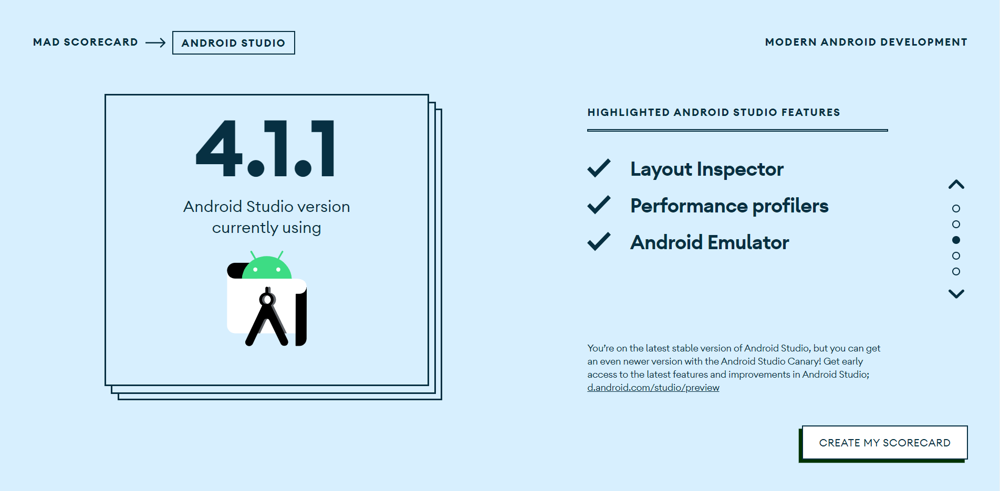 MAD SCORECARD
ANDROID STUDIO
MODERN ANDROID DEVELOPMENT
4.1.1
Android Studio version
currently using
HIGHLIGHTED ANDROID STUDIO FEATURES
Layout Inspector
Performance profilers
Android Emulator
You’re on the latest stable version of Android Studio, but you can get
an even newer version with the Android Studio Canary! Get early
access to the latest features and improvements in Android Studio;
d.android.com/studio/preview
CREATE MY SCORECARD